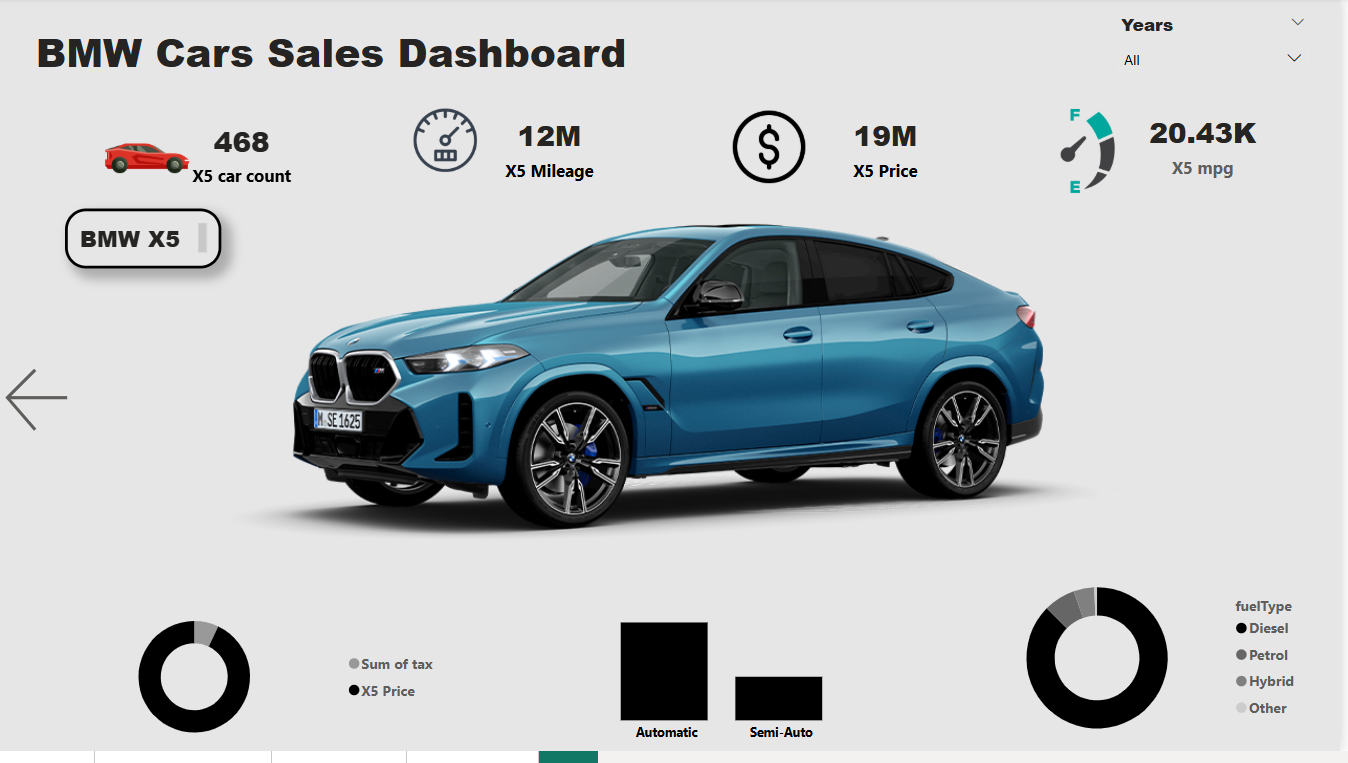 BMW Cars Sales Dashboard
Years
All
468
X5 car count
12M
X5 Mileage
$
19M
X5 Price
F
E
20.43K
X5 mpg
BMW X5
M SE 1625
Sum of tax
X5 Price
Automatic
Semi-Auto
fuelType
Diesel
Petrol
Hybrid
Other